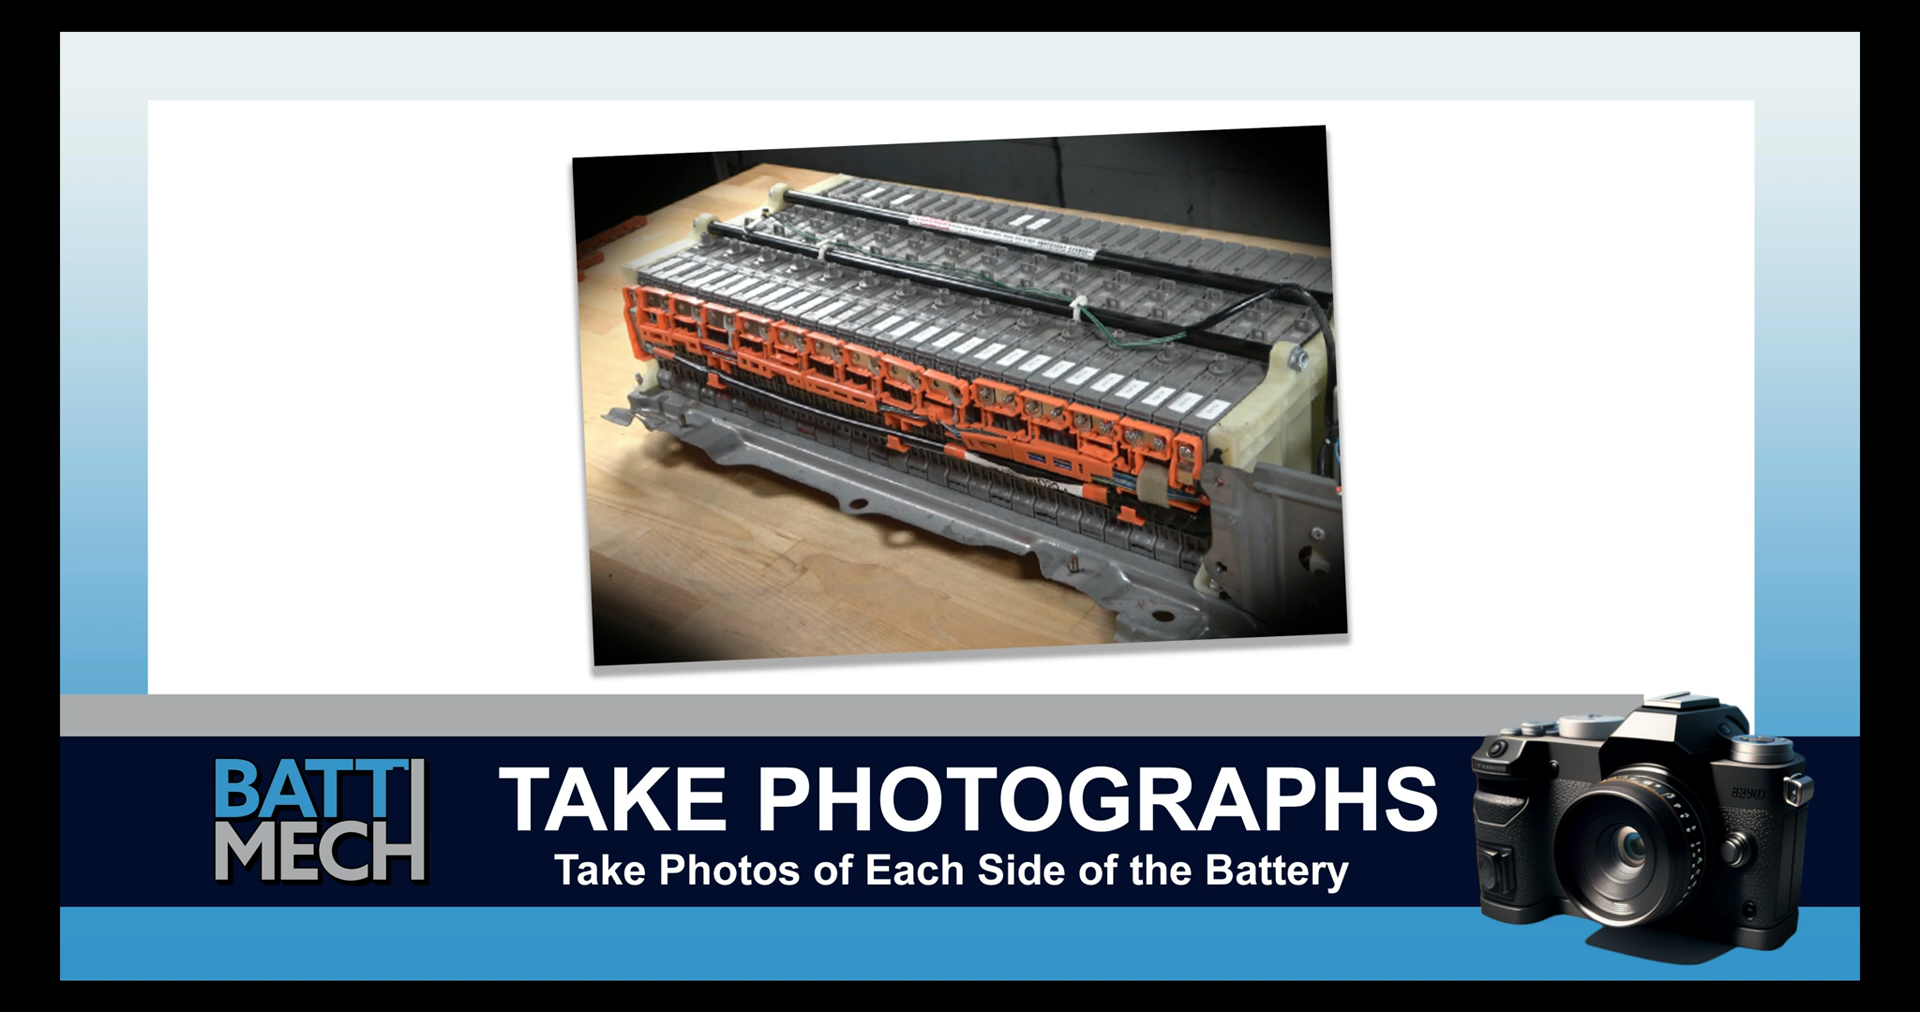 BATT
MECH
TAKE PHOTOGRAPHS
Take Photos of Each Side of the Battery